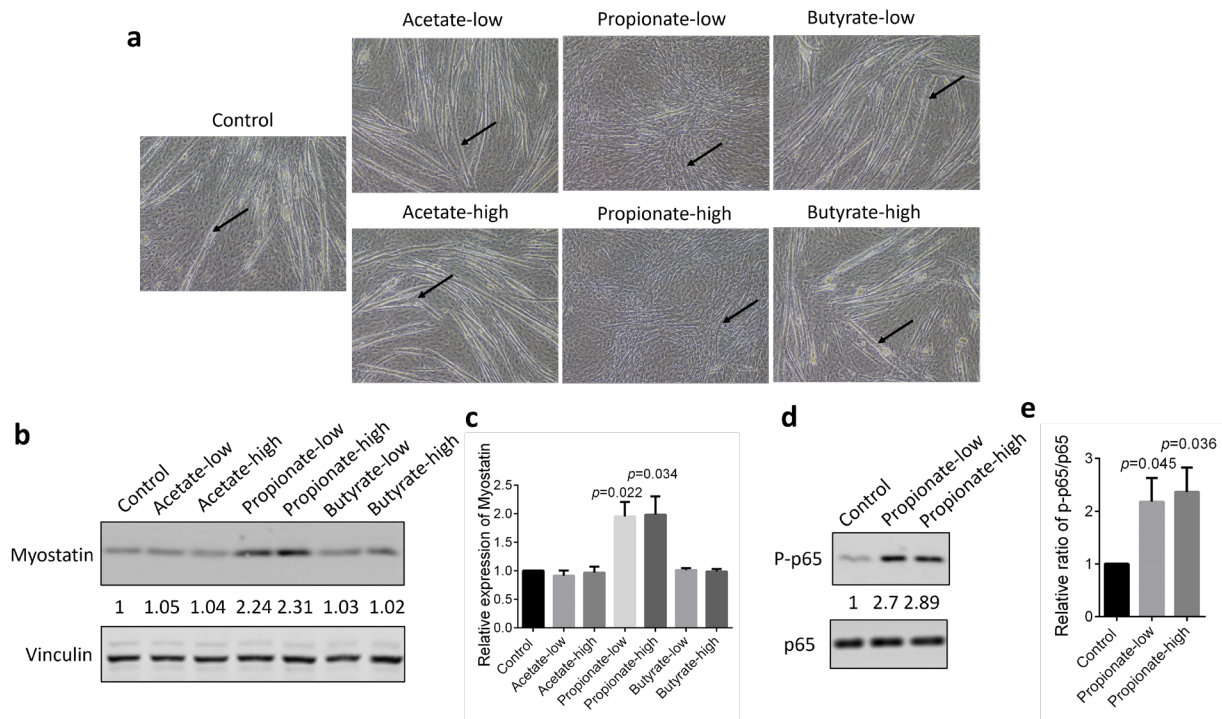 a
Control
Acetate-low
Propionate-low
Butyrate-low
Acetate-high
Propionate-high
Butyrate-high
b
Control
Acetate-low
Acetate-high
Propionate-low
Propionate-high
Butyrate-low
Butyrate-high
Myostatin
1 1.05 1.04 2.24 2.31 1.03 1.02
Vinculin
c
Relative expression of Myostatin
2.5
2.0
1.5
1.0
0.5
0.0
p=0.022
p=0.034
Control
Acetate-low
Acetate-high
Propionate-low
Propionate-high
Butyrate-low
Butyrate-high
d
Control
Propionate-low
Propionate-high
P-p65
1 2.7 2.89
p65
e
Relative ratio of p-p65/p65
3
2
1
0
p=0.045
p=0.036
Control
Propionate-low
Propionate-high